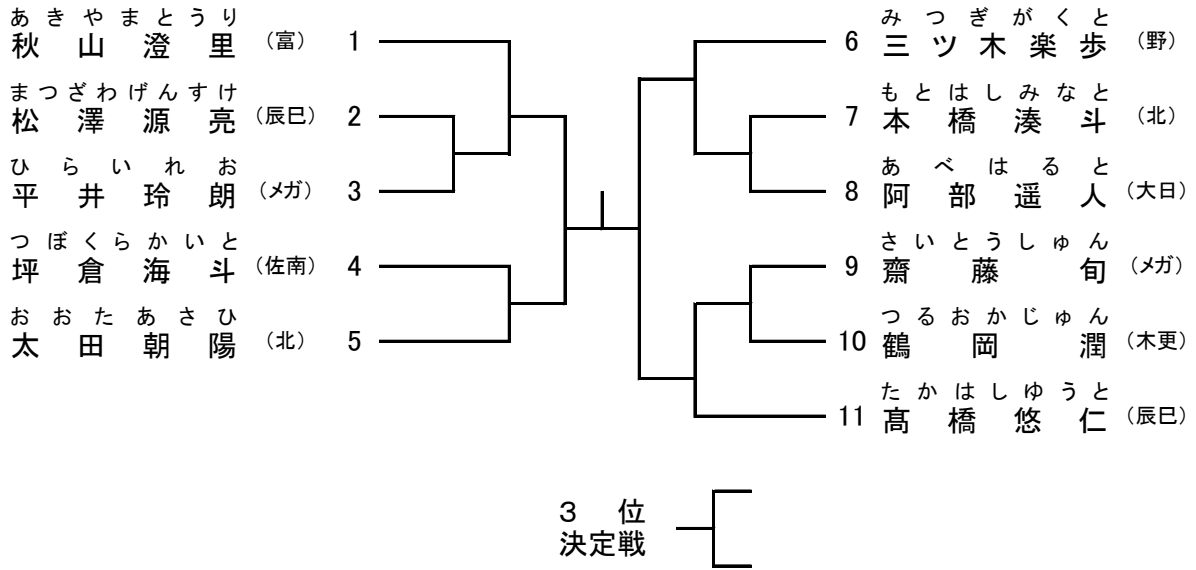 あきやまとうり
秋山澄里 (富) 1
まつざわげんすけ
松澤源亮 (辰巳) 2
ひらいれお
平井玲朗 (メガ) 3
つぼくらかいと
坪倉海斗 (佐南) 4
おおたあさひ
太田朝陽 (北) 5
みつぎがくと
6 三ツ木楽歩 (野)
もとはしみなと
7 本橋湊斗 (北)
あべはると
8 阿部遥人 (大日)
さいとうしゅん
9 齋藤旬 (メガ)
つるおかじゅん
10 鶴岡潤 (木更)
たかはしゆうと
11 髙橋悠仁 (辰巳)
３位
決定戦